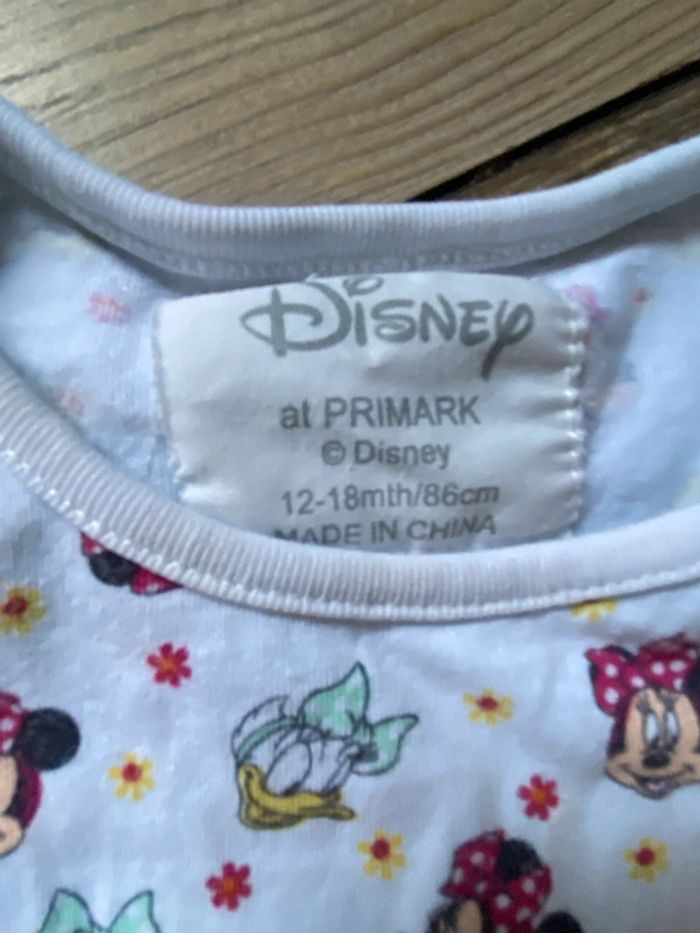 DISNEY
at PRIMARK
© Disney
12-18mth/86cm
MADE IN CHINA